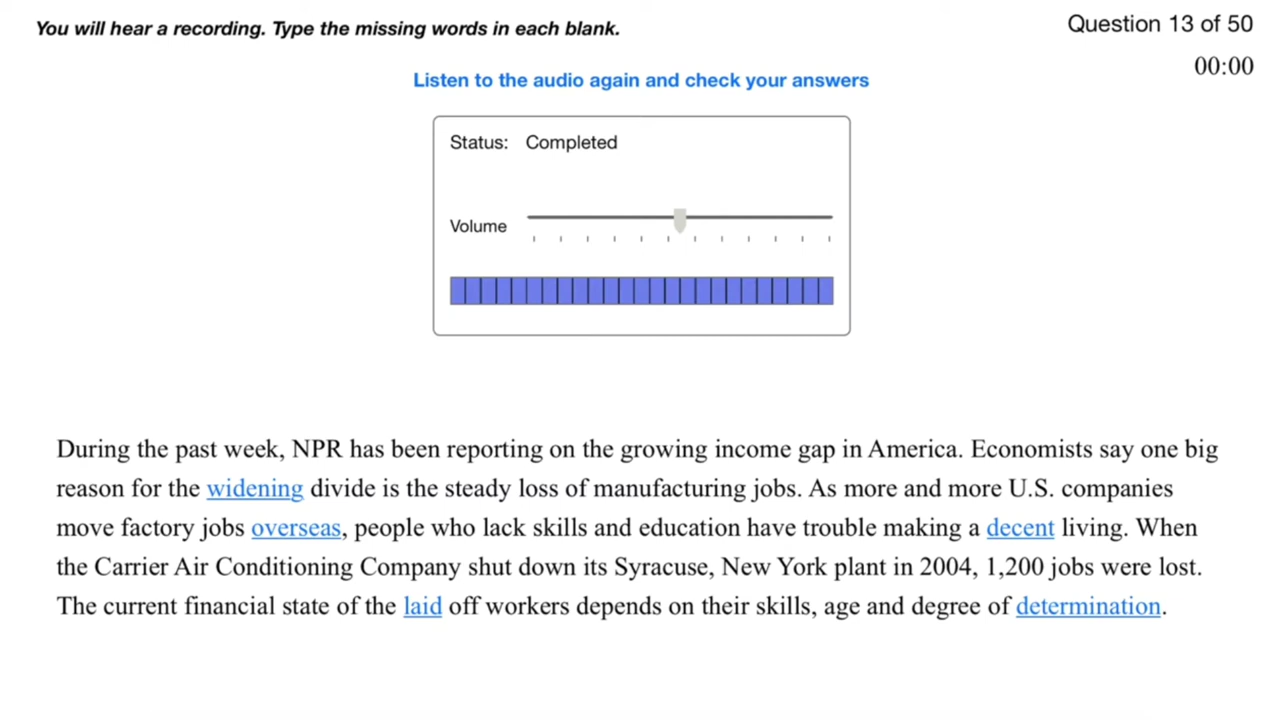 You will hear a recording. Type the missing words in each blank.
Question 13 of 50
00:00
Listen to the audio again and check your answers
Status: Completed
Volume
During the past week, NPR has been reporting on the growing income gap in America. Economists say one big
reason for the widening divide is the steady loss of manufacturing jobs. As more and more U.S. companies
move factory jobs overseas, people who lack skills and education have trouble making a decent living. When
the Carrier Air Conditioning Company shut down its Syracuse, New York plant in 2004, 1,200 jobs were lost.
The current financial state of the laid off workers depends on their skills, age and degree of determination.